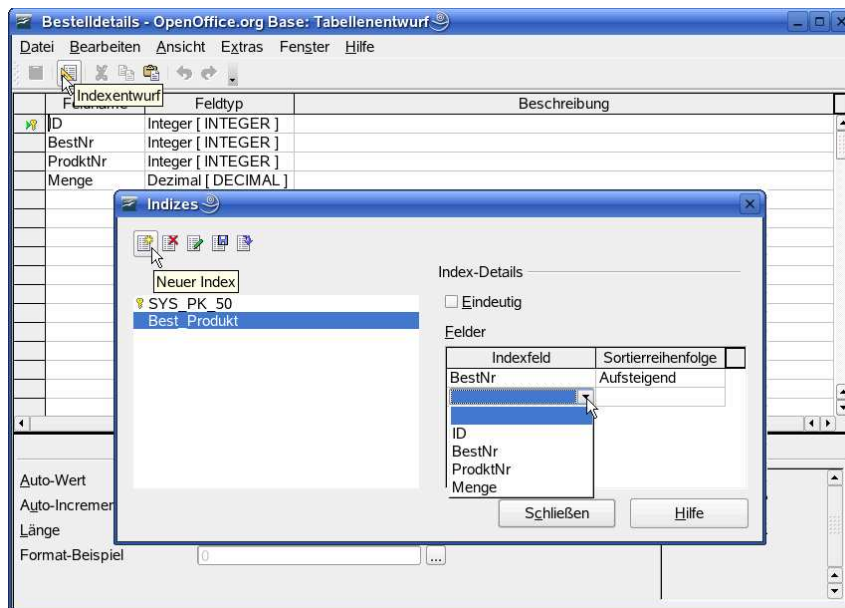 Bestelldetails - OpenOffice.org Base: Tabellenentwurf
Datei Bearbeiten Ansicht Extras Fenster Hilfe
Indexentwurf
Feldtyp Beschreibung
ID Integer [ INTEGER ]
BestNr Integer [ INTEGER ]
ProdktNr Integer [ INTEGER ]
Menge Dezimal [ DECIMAL ]
Indizes
Neuer Index
SYS_PK_50
Best_Produkt
Index-Details
Eindeutig
Felder
Indexfeld Sortierreihenfolge
BestNr Aufsteigend
ID
BestNr
ProdktNr
Menge
Schließen Hilfe
Auto-Wert
Auto-Incremen
Länge
Format-Beispiel 0 ...